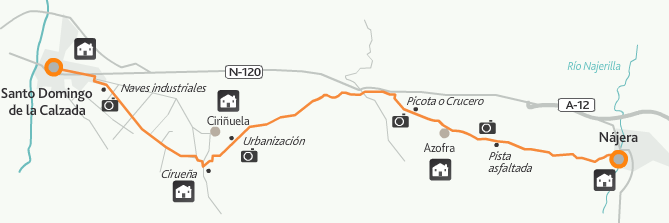 N-120
Río Najerilla
Santo Domingo
de la Calzada
Naves industriales
Picota o Crucero
A-12
Ciriñuela
Urbanización
Azofra
Nájera
Pista
asfaltada
Cirueña